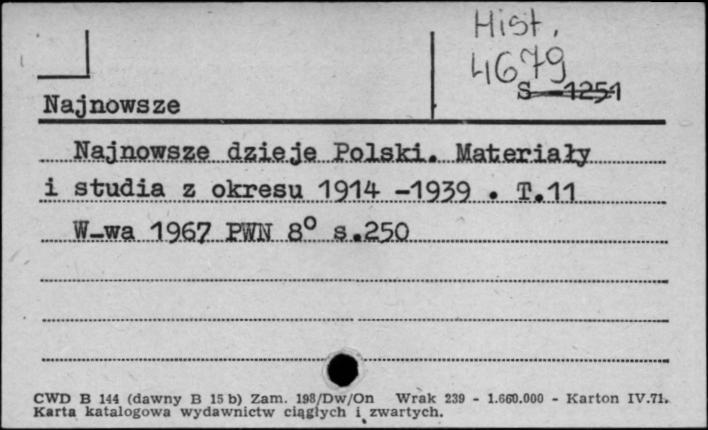 Hist.
4679
S - 1251
Najnowsze
Najnowsze dzieje Polski. Materiały
i studia z okresu 1914 -1939 . T.11
W-wa 1967 PWN 8° s.250
CWD B 144 (dawny B 15 b) Zam. 198/Dw/On Wrak 239 - 1.660.000 - Karton IV.71.
Karta katalogowa wydawnictw ciągłych i zwartych.